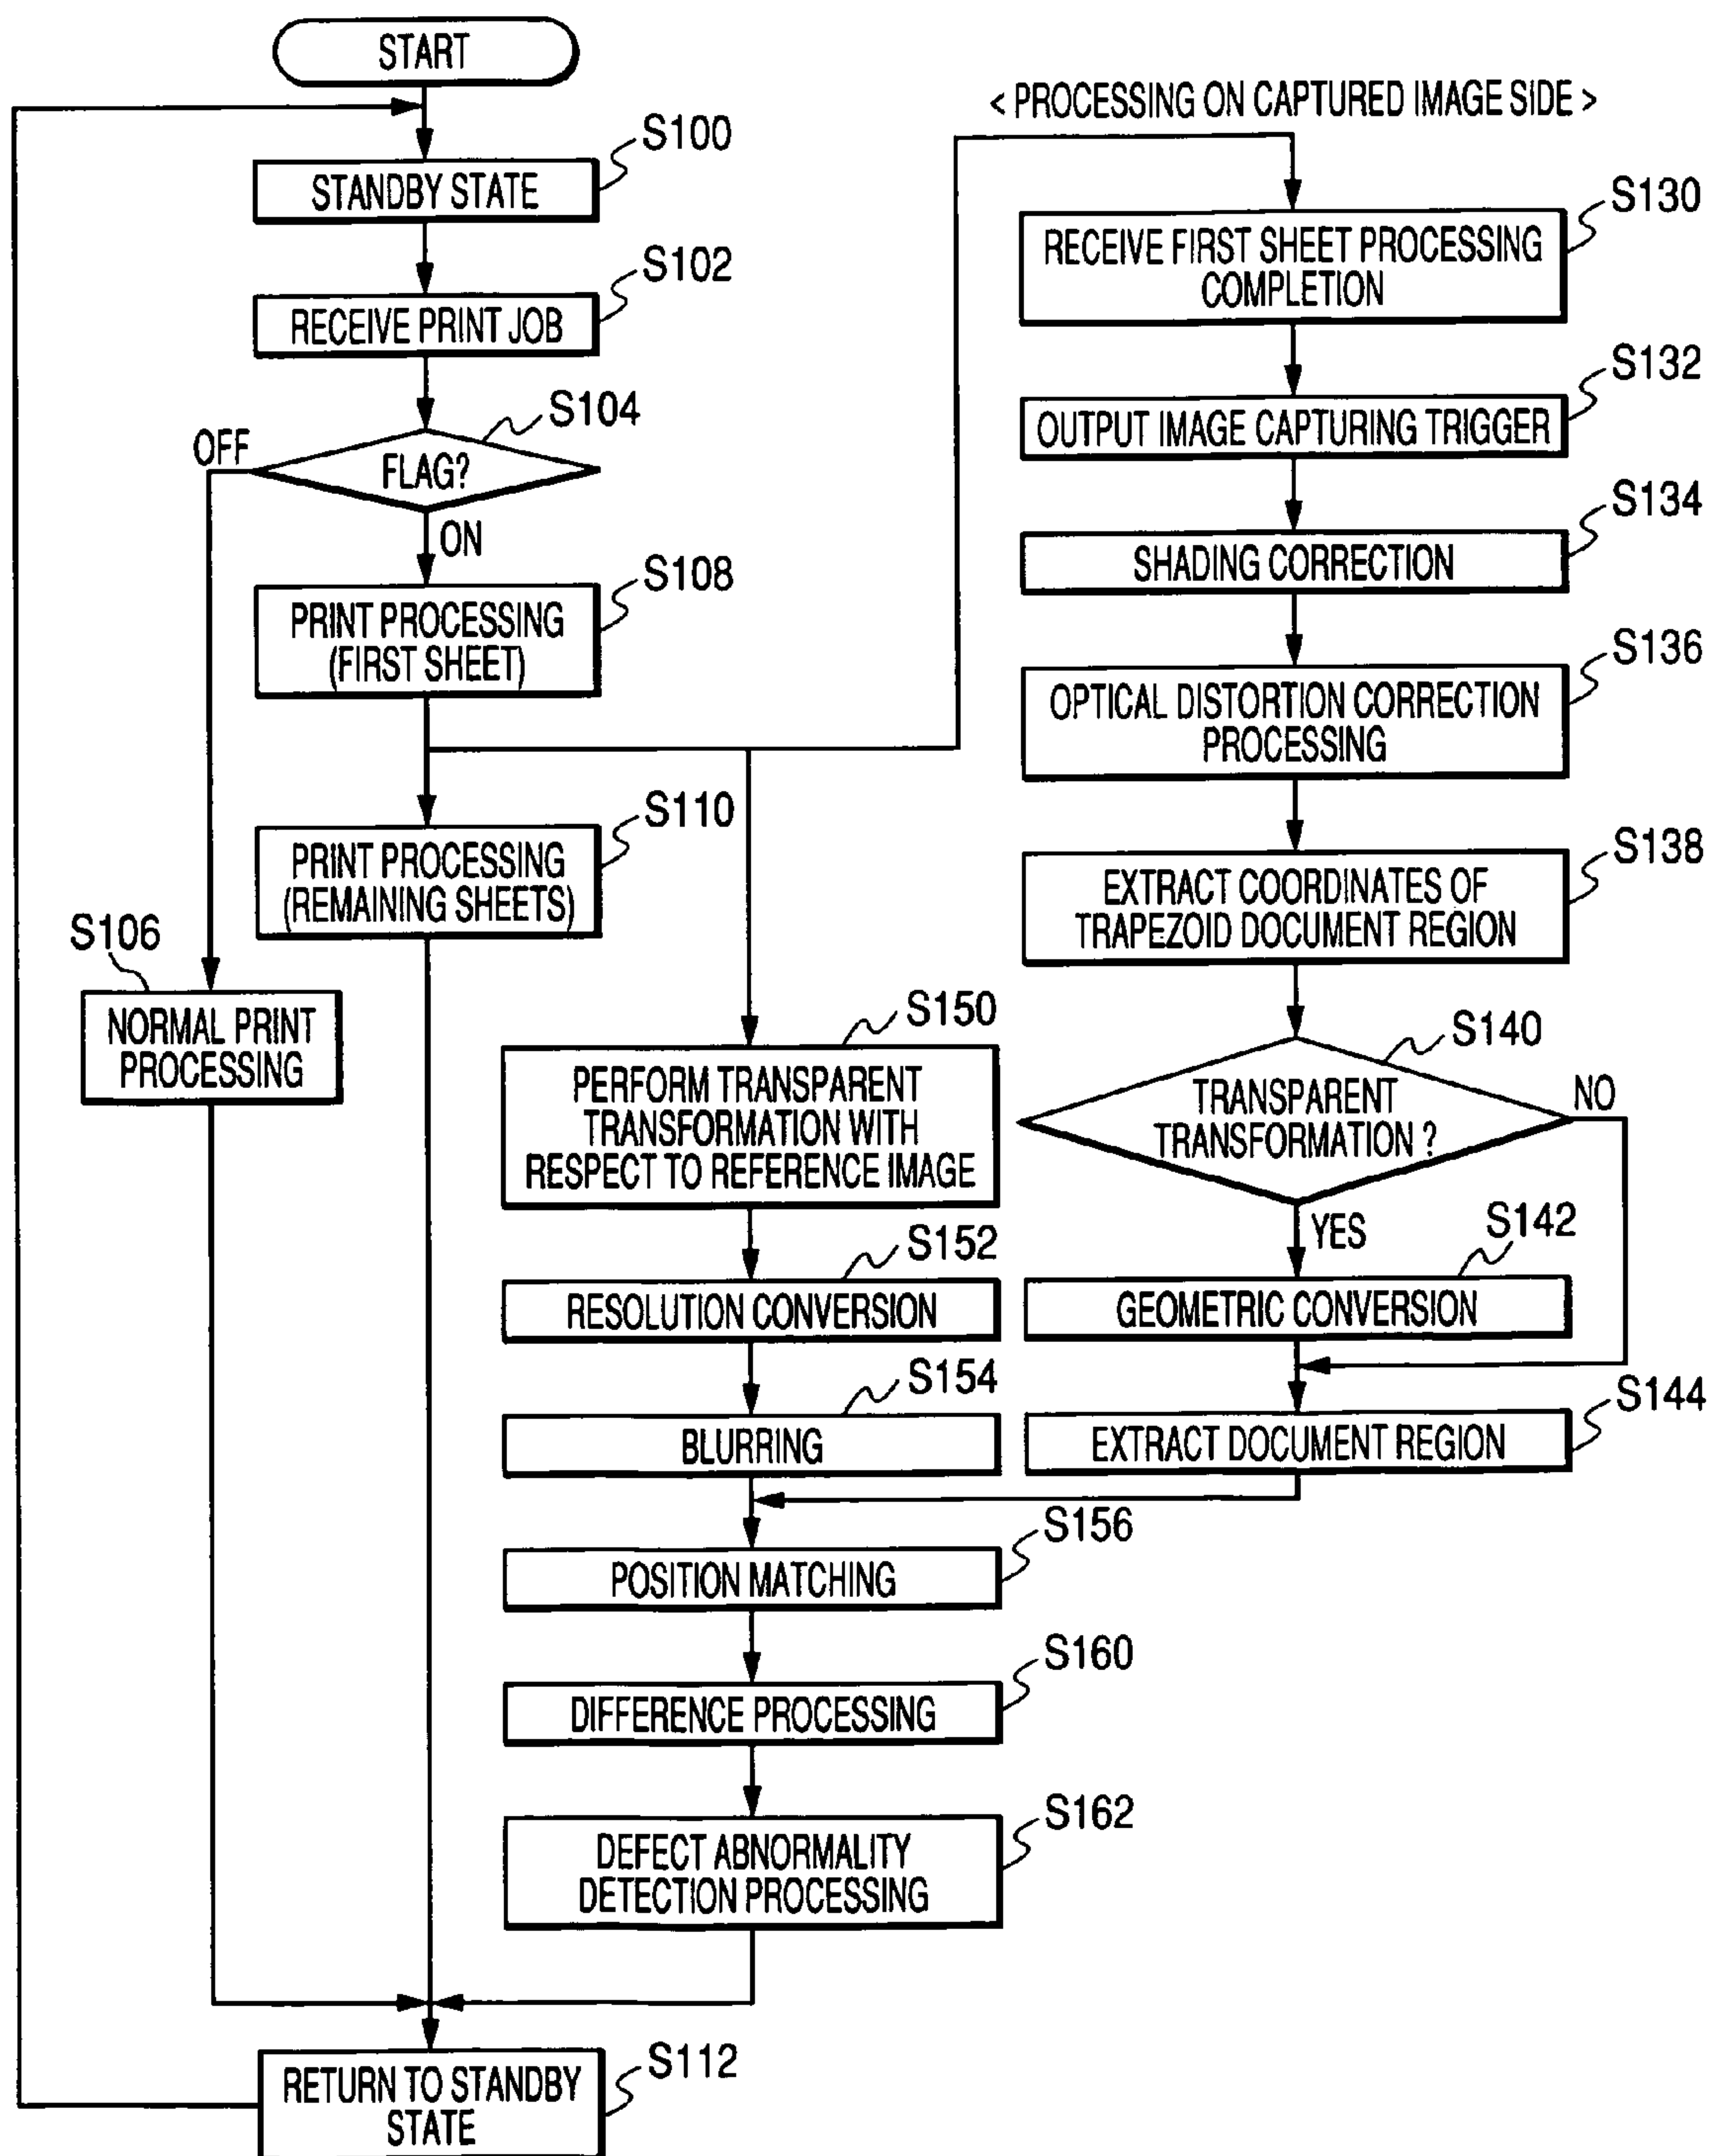 START
S100
STANDBY STATE
S102
RECEIVE PRINT JOB
S104
OFF
FLAG?
ON
S108
PRINT PROCESSING
(FIRST SHEET)
S110
PRINT PROCESSING
(REMAINING SHEETS)
S106
NORMAL PRINT
PROCESSING
S150
PERFORM TRANSPARENT
TRANSFORMATION WITH
RESPECT TO REFERENCE IMAGE
S152
RESOLUTION CONVERSION
S154
BLURRING
< PROCESSING ON CAPTURED IMAGE SIDE >
S130
RECEIVE FIRST SHEET PROCESSING
COMPLETION
S132
OUTPUT IMAGE CAPTURING TRIGGER
S134
SHADING CORRECTION
S136
OPTICAL DISTORTION CORRECTION
PROCESSING
S138
EXTRACT COORDINATES OF
TRAPEZOID DOCUMENT REGION
S140
TRANSPARENT
TRANSFORMATION ?
NO
YES
S142
GEOMETRIC CONVERSION
S144
EXTRACT DOCUMENT REGION
S156
POSITION MATCHING
S160
DIFFERENCE PROCESSING
S162
DEFECT ABNORMALITY
DETECTION PROCESSING
S112
RETURN TO STANDBY
STATE